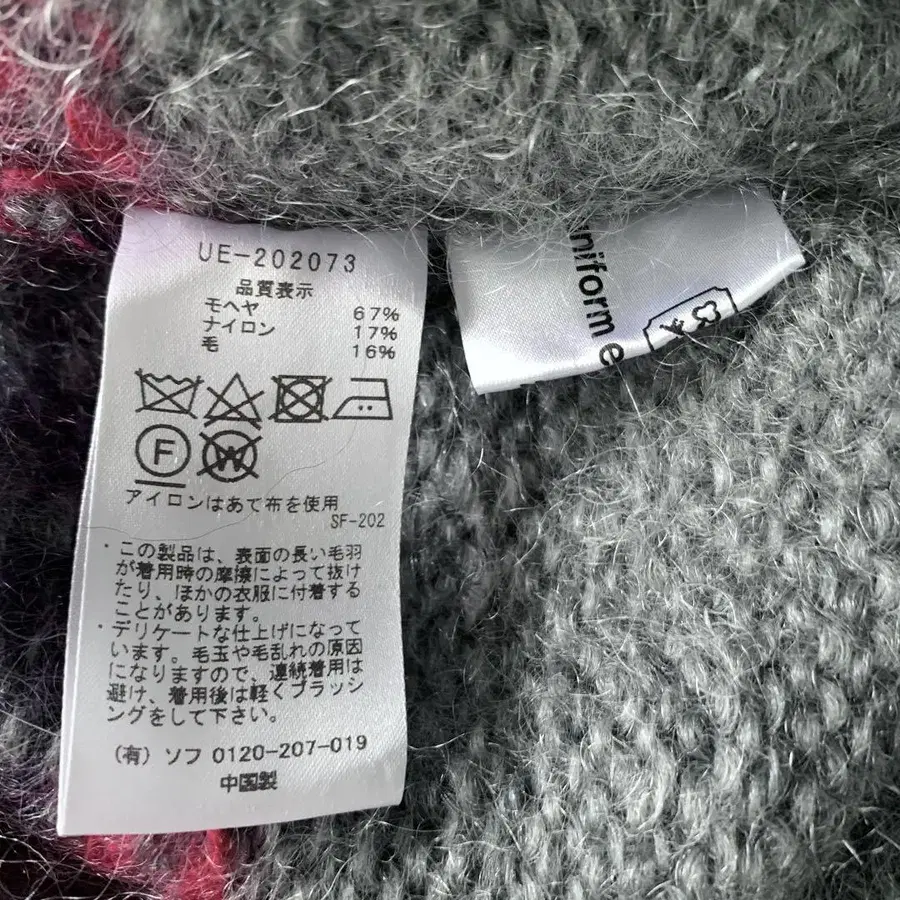 UE-202073
品質表示
モヘヤ 67%
ナイロン 17%
毛 16%
F
W
アイロンはあて布を使用
SF-202
・この製品は、表面の長い毛羽
が着用時の摩擦によって抜け
たり、ほかの衣服に付着する
ことがあります。
・デリケートな仕上げになって
います。毛玉や毛乱れの原因
になりますので、連続着用は
避け、着用後は軽くブラッシ
ングをして下さい。
(有) ソフ 0120-207-019
中国製
uniform e